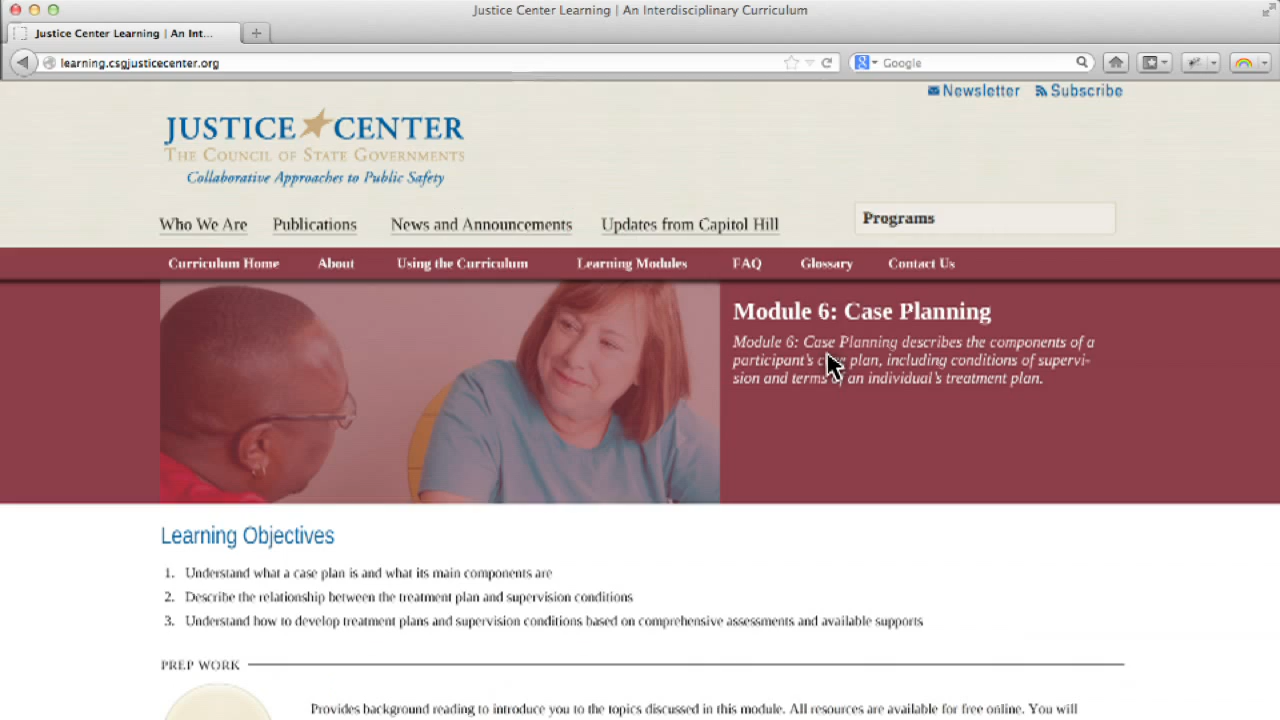 Justice Center Learning | An Interdisciplinary Curriculum
Justice Center Learning | An Int...
learning.csgjusticecenter.org
Google
Newsletter Subscribe
JUSTICE CENTER
THE COUNCIL OF STATE GOVERNMENTS
Collaborative Approaches to Public Safety
Who We Are Publications News and Announcements Updates from Capitol Hill Programs
Curriculum Home About Using the Curriculum Learning Modules FAQ Glossary Contact Us
Module 6: Case Planning
Module 6: Case Planning describes the components of a
participant's case plan, including conditions of supervi-
sion and terms of an individual's treatment plan.
Learning Objectives
1. Understand what a case plan is and what its main components are
2. Describe the relationship between the treatment plan and supervision conditions
3. Understand how to develop treatment plans and supervision conditions based on comprehensive assessments and available supports
PREP WORK
Provides background reading to introduce you to the topics discussed in this module. All resources are available for free online. You will